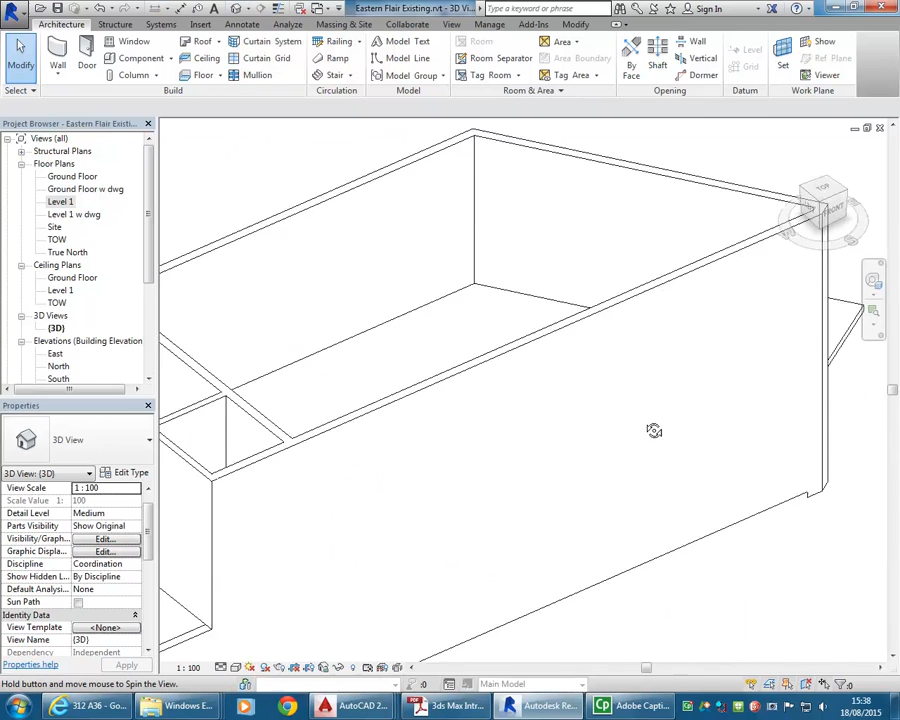 Eastern Flair Existing.rvt - 3D Vi...
Type a keyword or phrase
Sign In
Architecture Structure Systems Insert Annotate Analyze Massing & Site Collaborate View Manage Add-Ins Modify
Modify Wall Door
Window
Component
Column
Roof
Ceiling
Floor
Curtain System
Curtain Grid
Mullion
Railing
Ramp
Stair
Model Text
Model Line
Model Group
Room
Room Separator
Tag Room
Area
Area Boundary
Tag Area
By Face
Shaft
Wall
Vertical
Dormer
Level
Grid
Set
Show
Ref Plane
Viewer
Select Build Circulation Model Room & Area Opening Datum Work Plane
Project Browser - Eastern Flair Existi...
Views (all)
Structural Plans
Floor Plans
Ground Floor
Ground Floor w dwg
Level 1
Level 1 w dwg
Site
TOW
True North
Ceiling Plans
Ground Floor
Level 1
TOW
3D Views
{3D}
Elevations (Building Elevation
East
North
South
Properties
3D View
3D View: {3D} Edit Type
View Scale 1 : 100
Scale Value 1: 100
Detail Level Medium
Parts Visibility Show Original
Visibility/Graph... Edit...
Graphic Displa... Edit...
Discipline Coordination
Show Hidden L... By Discipline
Default Analysi... None
Sun Path
Identity Data
View Template <None>
View Name {3D}
Dependency Independent
Properties help Apply
TOP
FRONT
1 : 100
Hold button and move mouse to Spin the View.
:0 Main Model :0
312 A36 - Goo... Windows E... AutoCAD 2... 3ds Max Intr... Autodesk Re... Adobe Capti...
15:38
18/08/2015